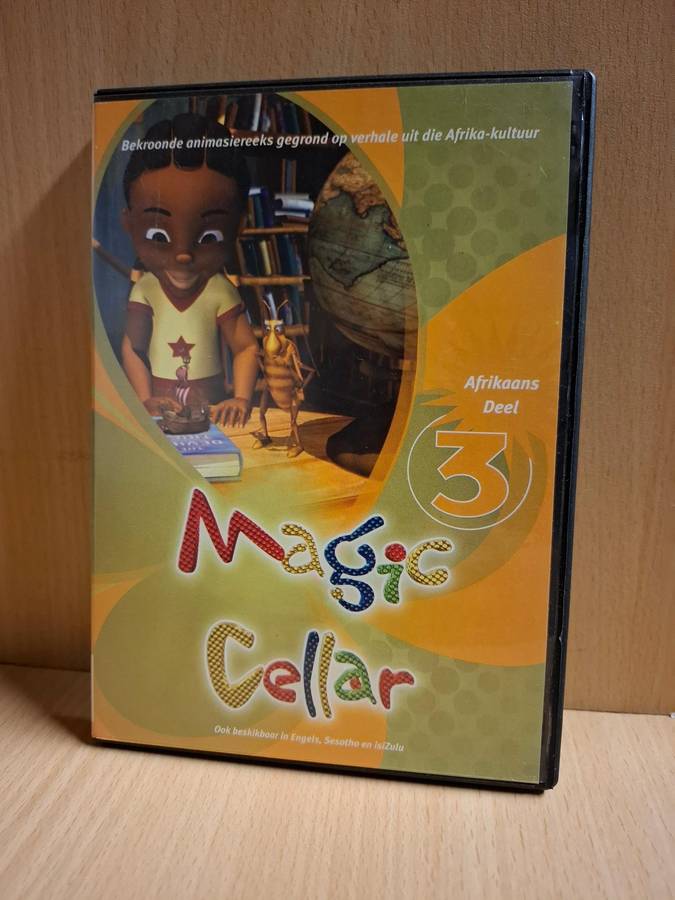 Bekroonde animasiereeks gegrond op verhale uit die Afrika-kultuur
Afrikaans
Deel
3
Magic
Cellar
Ook beskikbaar in Engels, Sesotho en isiZulu